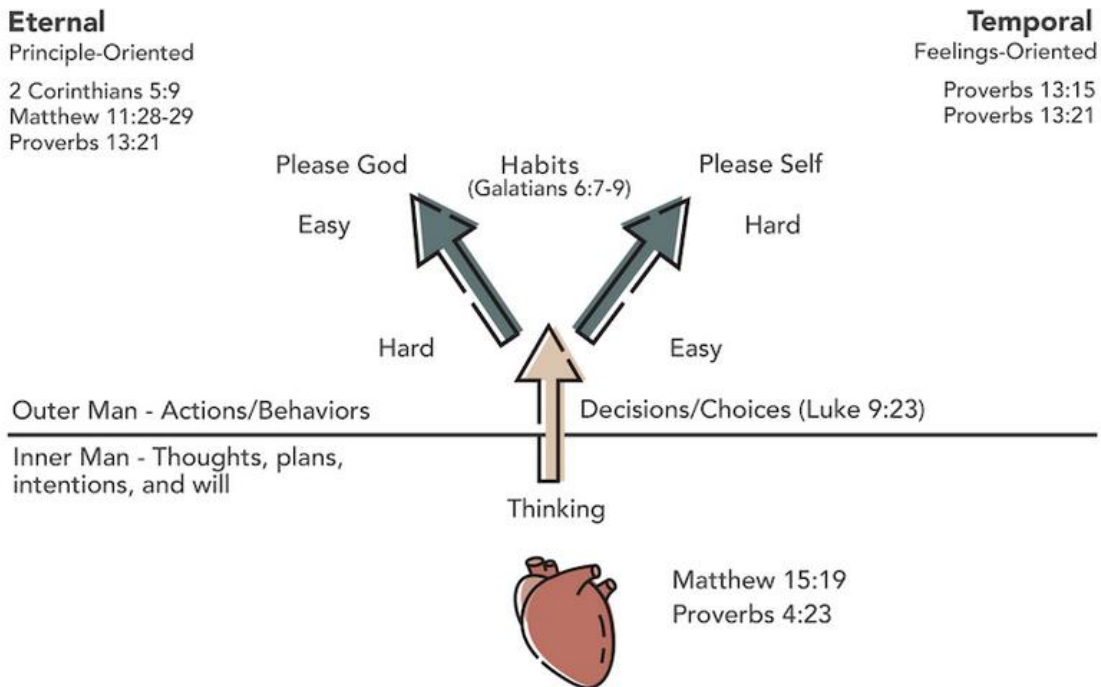 Eternal
Principle-Oriented
2 Corinthians 5:9
Matthew 11:28-29
Proverbs 13:21
Temporal
Feelings-Oriented
Proverbs 13:15
Proverbs 13:21
Please God
Habits
(Galatians 6:7-9)
Please Self
Easy
Hard
Hard
Easy
Outer Man - Actions/Behaviors
Decisions/Choices (Luke 9:23)
Inner Man - Thoughts, plans,
intentions, and will
Thinking
Matthew 15:19
Proverbs 4:23